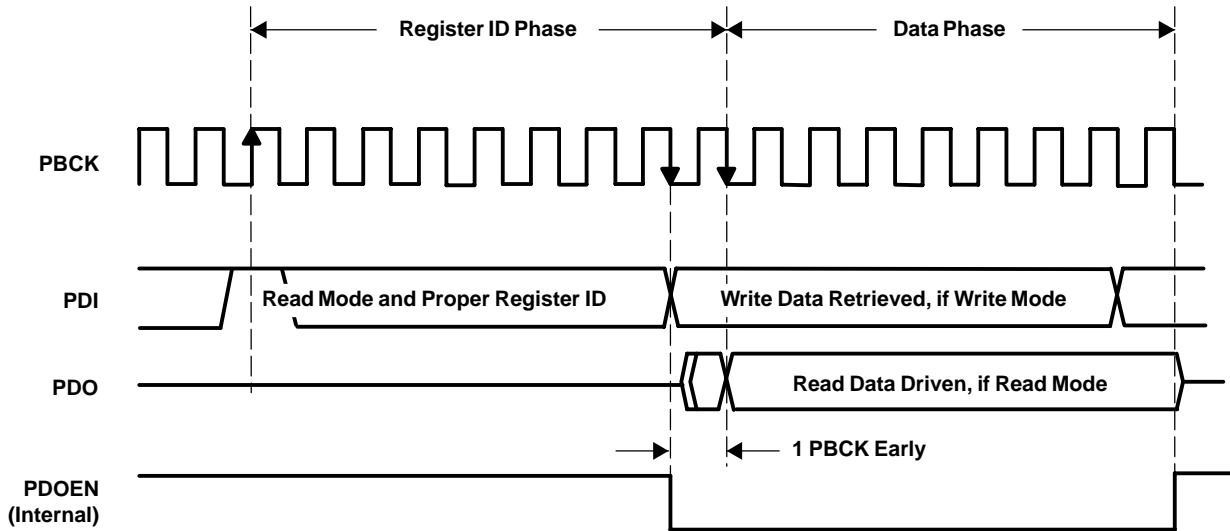 Register ID Phase
Data Phase
PBCK
PDI
Read Mode and Proper Register ID
Write Data Retrieved, if Write Mode
PDO
Read Data Driven, if Read Mode
1 PBCK Early
PDOEN
(Internal)